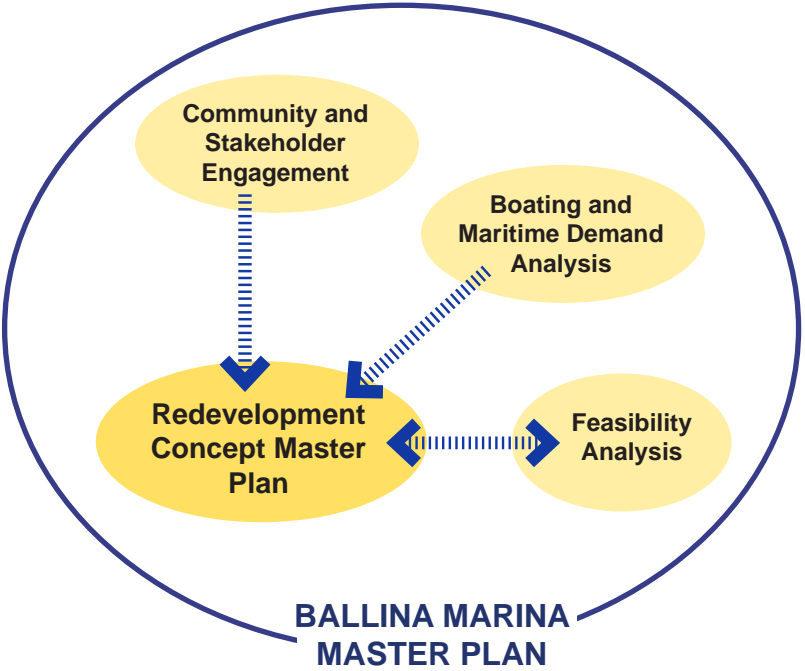 Community and
Stakeholder
Engagement
Boating and
Maritime Demand
Analysis
Redevelopment
Concept Master
Plan
Feasibility
Analysis
BALLINA MARINA
MASTER PLAN